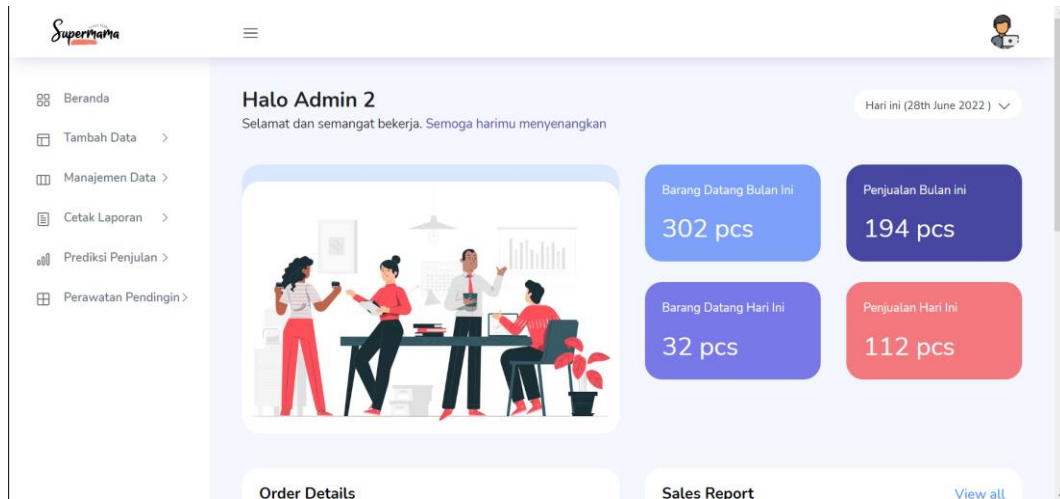 Supermama
Halo Admin 2
Selamat dan semangat bekerja. Semoga harimu menyenangkan
Hari ini (28th June 2022 )
Beranda
Tambah Data >
Manajemen Data >
Cetak Laporan >
Prediksi Penjulan >
Perawatan Pendingin >
Barang Datang Bulan Ini
302 pcs
Penjualan Bulan ini
194 pcs
Barang Datang Hari Ini
32 pcs
Penjualan Hari Ini
112 pcs
Order Details
Sales Report
View all